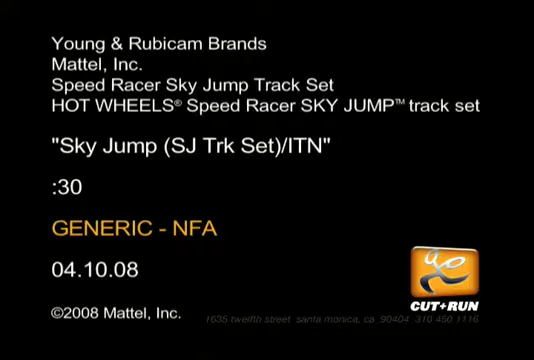 Young & Rubicam Brands
Mattel, Inc.
Speed Racer Sky Jump Track Set
HOT WHEELS® Speed Racer SKY JUMP™ track set
"Sky Jump (SJ Trk Set)/ITN"
:30
GENERIC - NFA
04.10.08
CUT+RUN
©2008 Mattel, Inc.
1635 twelfth street santa monica, ca 90404 310 450 1116